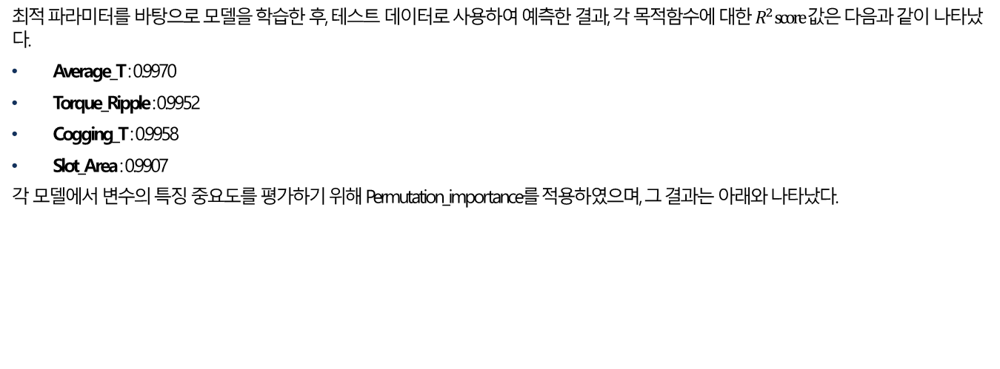 최적 파라미터를 바탕으로 모델을 학습한 후, 테스트 데이터로 사용하여 예측한 결과, 각 목적함수에 대한 R² score 값은 다음과 같이 나타났
다.
• Average_T : 0.9970
• Torque_Ripple : 0.9952
• Cogging_T : 0.9958
• Slot_Area : 0.9907
각 모델에서 변수의 특징 중요도를 평가하기 위해 Permutation_importance를 적용하였으며, 그 결과는 아래와 나타났다.